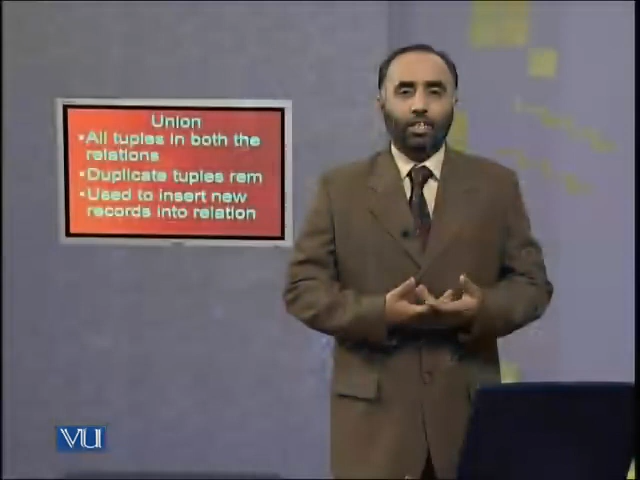 Union
▪All tuples in both the
relations
▪Duplicate tuples rem
▪Used to insert new
records into relation
VU